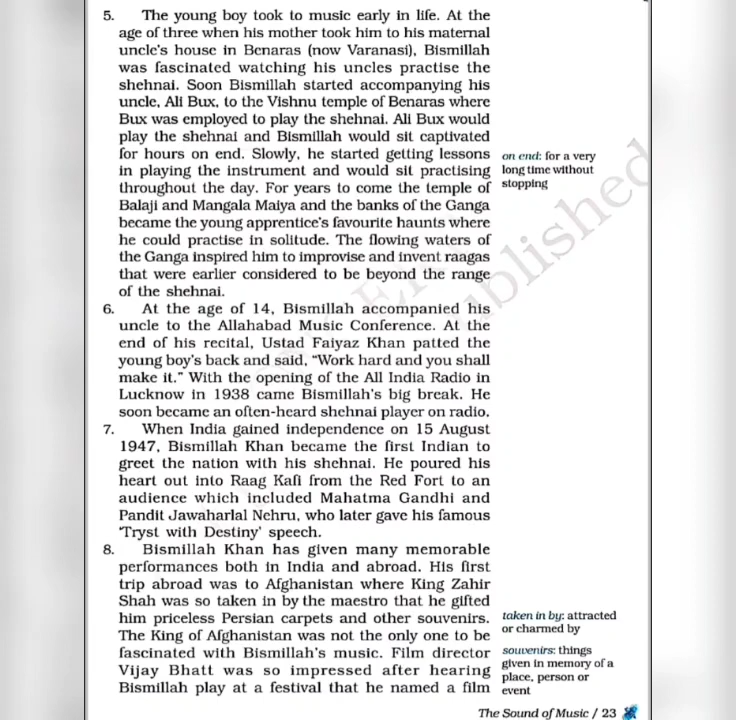 5. The young boy took to music early in life. At the
age of three when his mother took him to his maternal
uncle's house in Benaras (now Varanasi), Bismillah
was fascinated watching his uncles practise the
shehnai. Soon Bismillah started accompanying his
uncle, Ali Bux, to the Vishnu temple of Benaras where
Bux was employed to play the shehnai. Ali Bux would
play the shehnai and Bismillah would sit captivated
for hours on end. Slowly, he started getting lessons
in playing the instrument and would sit practising
throughout the day. For years to come the temple of
Balaji and Mangala Maiya and the banks of the Ganga
became the young apprentice's favourite haunts where
he could practise in solitude. The flowing waters of
the Ganga inspired him to improvise and invent raagas
that were earlier considered to be beyond the range
of the shehnai.
on end: for a very
long time without
stopping
6. At the age of 14, Bismillah accompanied his
uncle to the Allahabad Music Conference. At the
end of his recital, Ustad Faiyaz Khan patted the
young boy's back and said, “Work hard and you shall
make it.” With the opening of the All India Radio in
Lucknow in 1938 came Bismillah's big break. He
soon became an often-heard shehnai player on radio.
7. When India gained independence on 15 August
1947, Bismillah Khan became the first Indian to
greet the nation with his shehnai. He poured his
heart out into Raag Kafi from the Red Fort to an
audience which included Mahatma Gandhi and
Pandit Jawaharlal Nehru, who later gave his famous
‘Tryst with Destiny’ speech.
8. Bismillah Khan has given many memorable
performances both in India and abroad. His first
trip abroad was to Afghanistan where King Zahir
Shah was so taken in by the maestro that he gifted
him priceless Persian carpets and other souvenirs.
The King of Afghanistan was not the only one to be
fascinated with Bismillah's music. Film director
Vijay Bhatt was so impressed after hearing
Bismillah play at a festival that he named a film
taken in by: attracted
or charmed by
souvenirs: things
given in memory of a
place, person or
event
The Sound of Music / 23